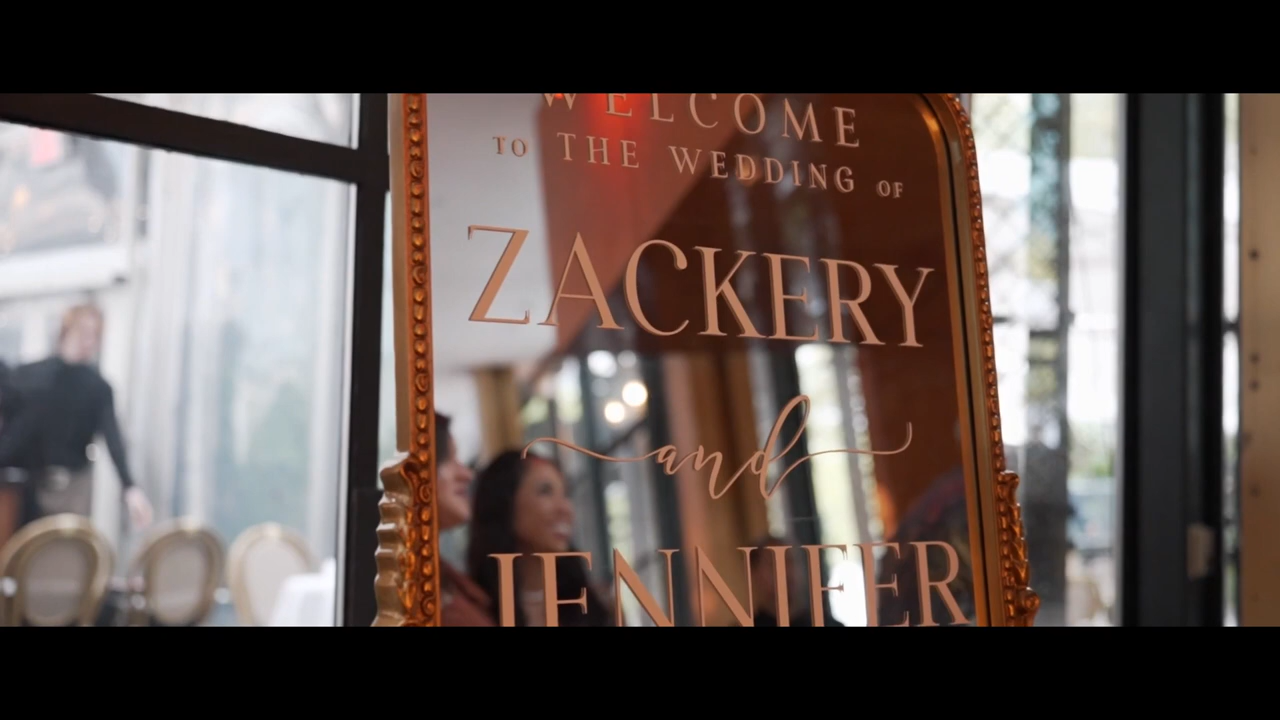 WELCOME
TO THE WEDDING OF
ZACKERY
and
JENNIFER